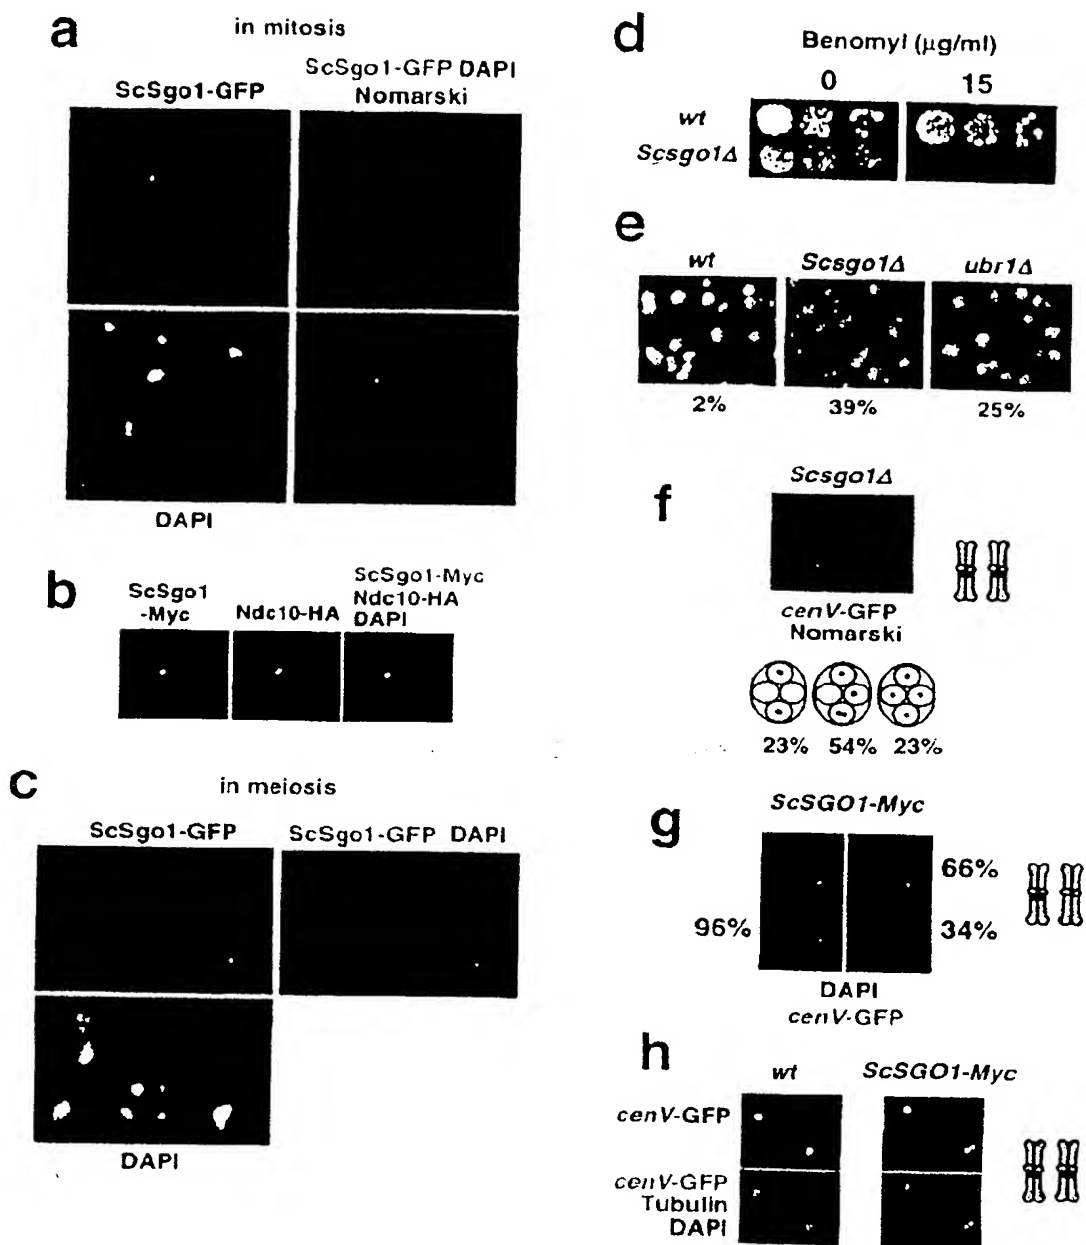 a
in mitosis
ScSgo1-GFP
ScSgo1-GFP DAPI
Nomarski
DAPI
b
ScSgo1
-Myc
Ndc10-HA
ScSgo1-Myc
Ndc10-HA
DAPI
c
in meiosis
ScSgo1-GFP
ScSgo1-GFP DAPI
DAPI
d
Benomyl (µg/ml)
0 15
wt
Scsgo1Δ
e
wt Scsgo1Δ ubr1Δ
2% 39% 25%
f
Scsgo1Δ
cenV-GFP
Nomarski
23% 54% 23%
g
ScSGO1-Myc
96%
66%
34%
DAPI
cenV-GFP
h
wt ScSGO1-Myc
cenV-GFP
cenV-GFP
Tubulin
DAPI